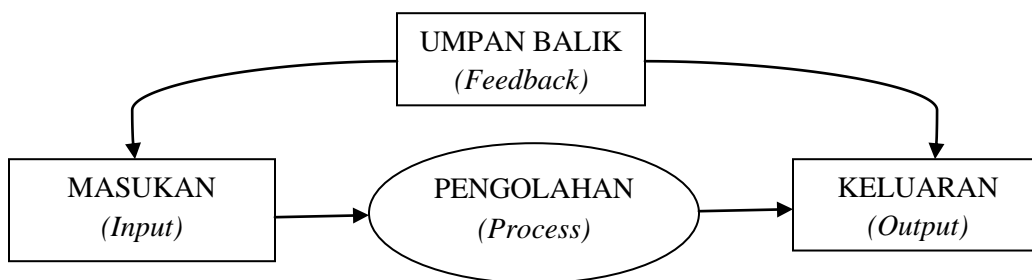 UMPAN BALIK
(Feedback)
MASUKAN
(Input)
PENGOLAHAN
(Process)
KELUARAN
(Output)